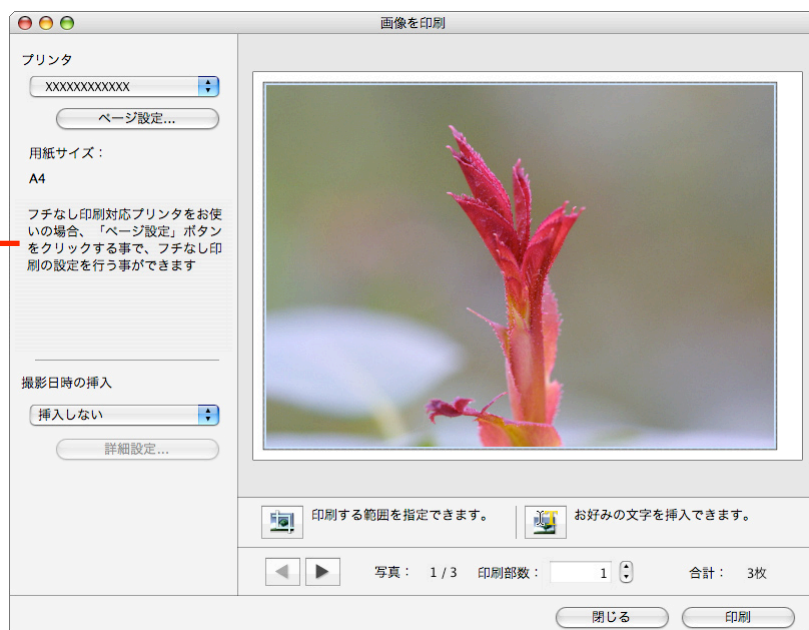 画像を印刷
プリンタ
XXXXXXXXXXXX
ページ設定...
用紙サイズ：
A4
フチなし印刷対応プリンタをお使
いの場合、「ページ設定」ボタン
をクリックする事で、フチなし印
刷の設定を行う事ができます
撮影日時の挿入
挿入しない
詳細設定...
印刷する範囲を指定できます。
お好みの文字を挿入できます。
写真： 1 / 3 印刷部数： 1 合計： 3枚
閉じる 印刷